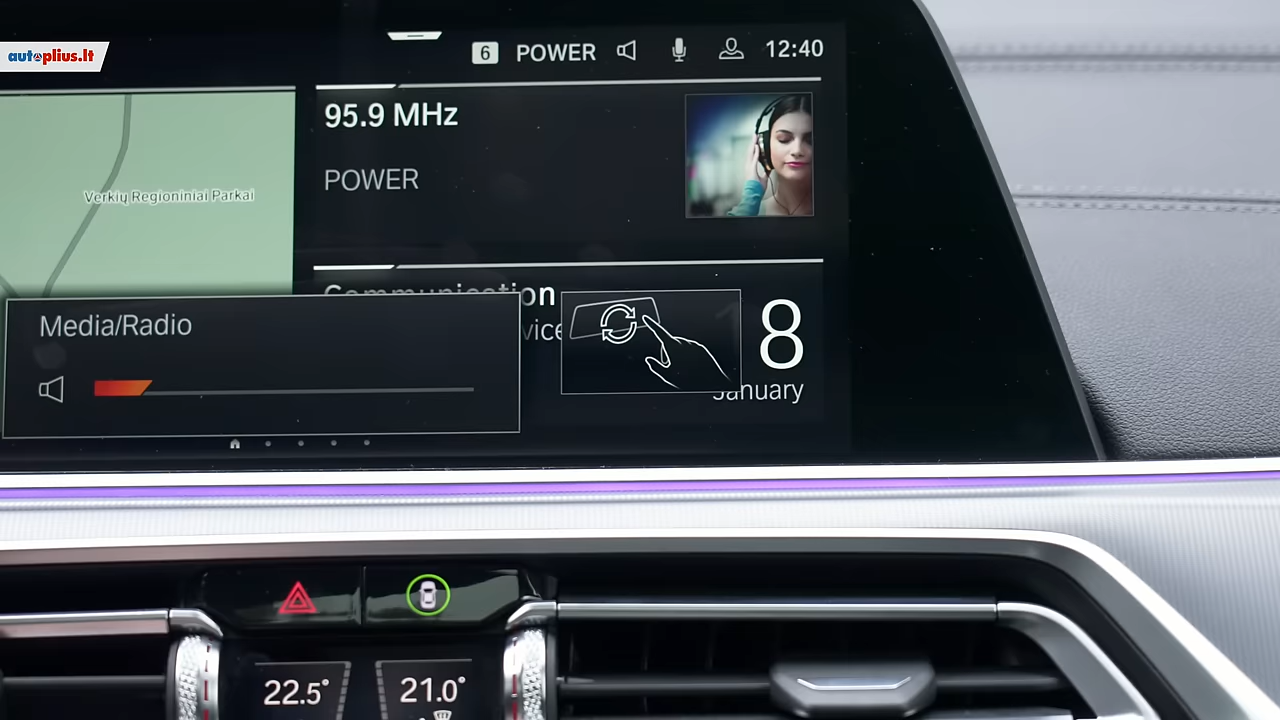 autoplius.lt
6 POWER 12:40
95.9 MHz
POWER
Verkių Regioniniai Parkai
Communication
Media/Radio
8
January
22.5°
21.0°